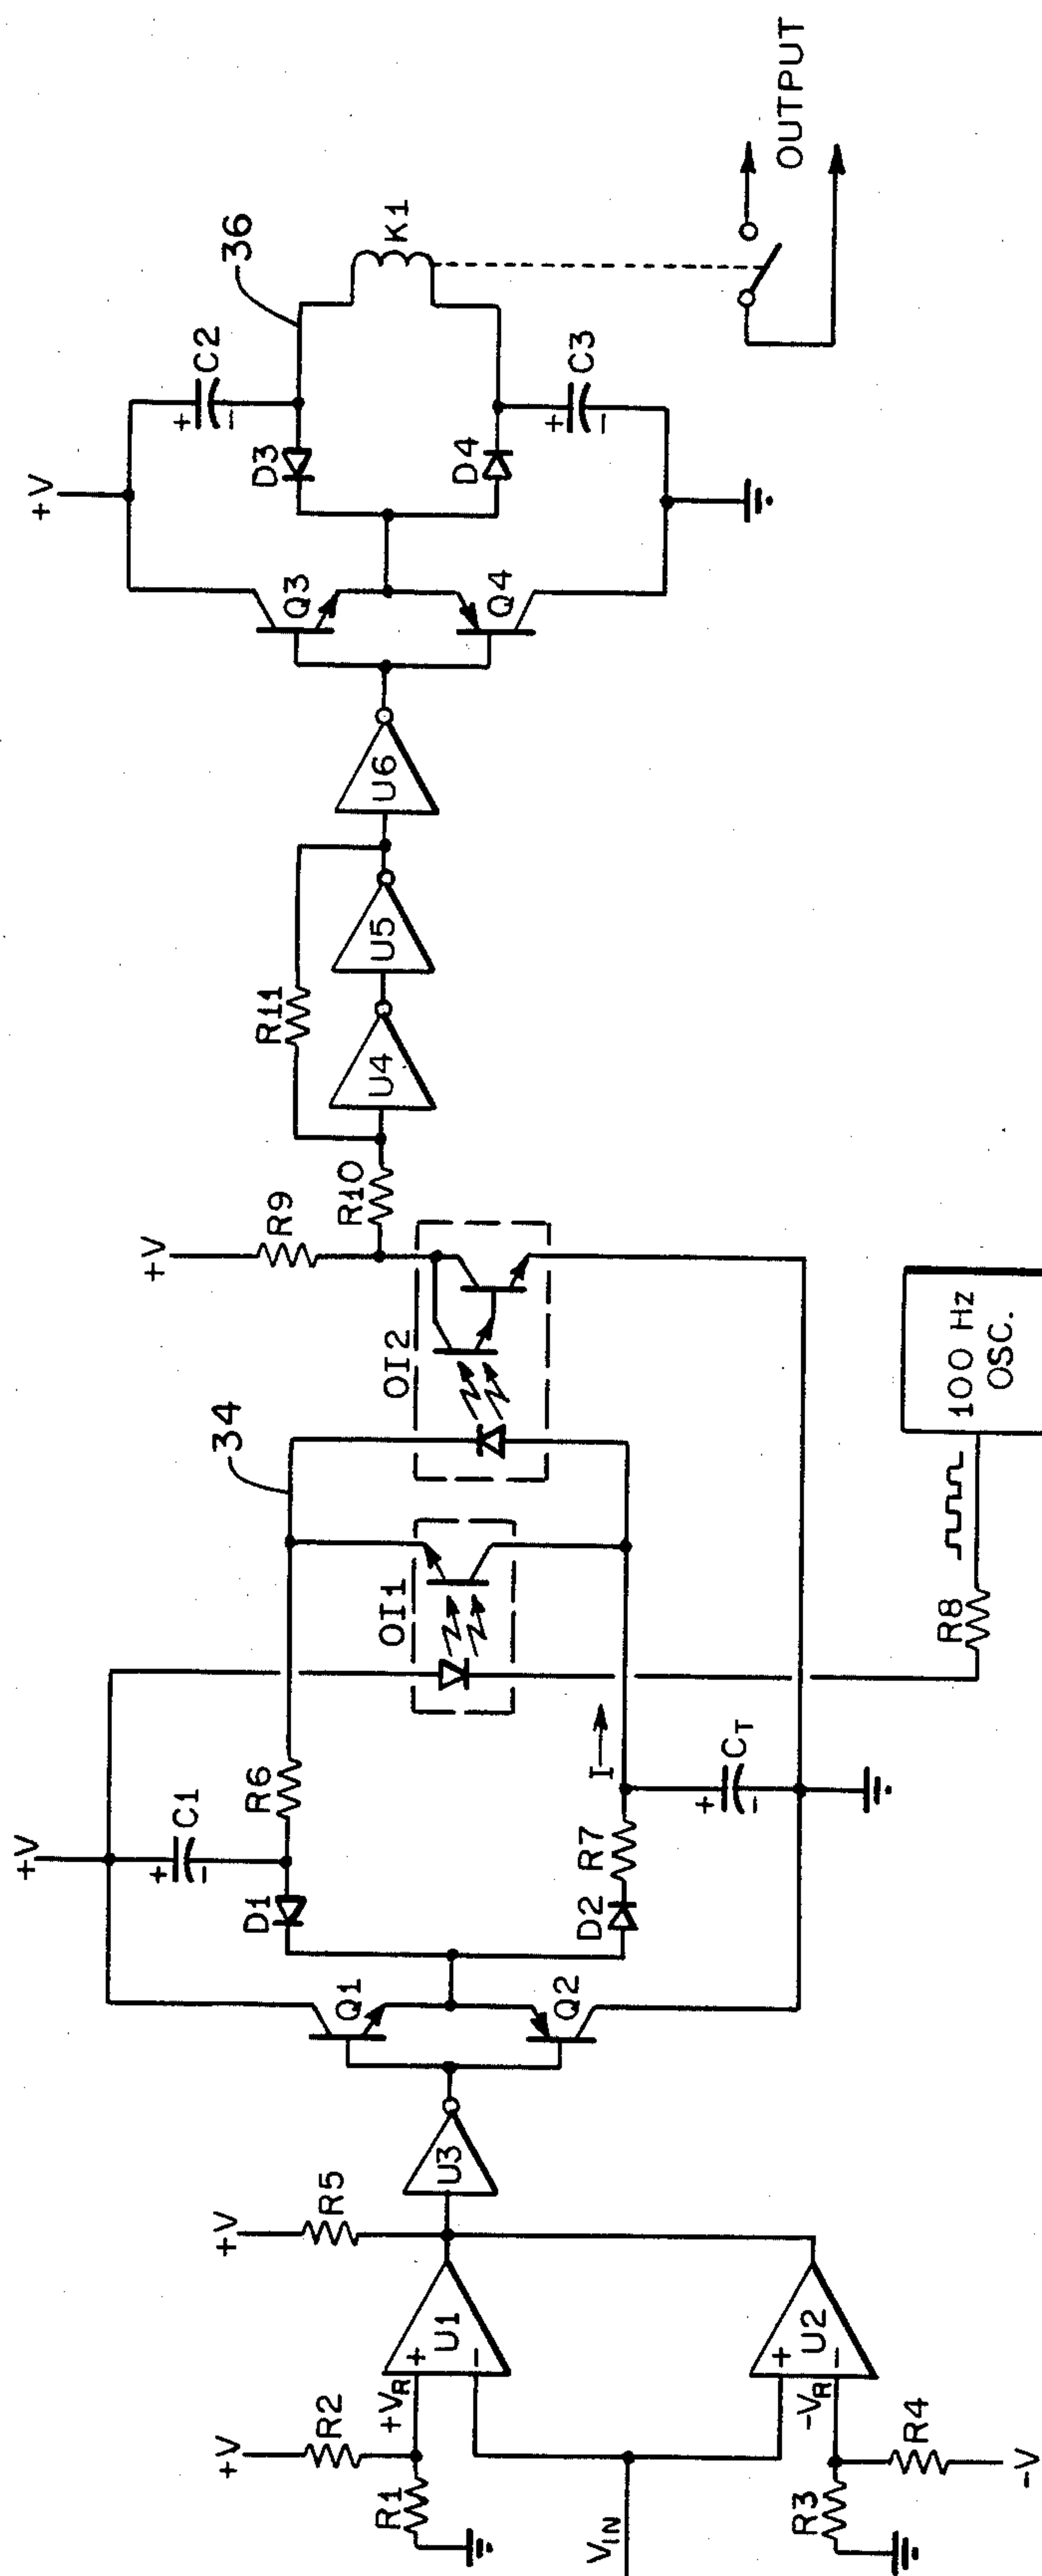 VIN
R1
+V
R2
+VR
+
U1
−
R3
−VR
R4
−V
+
−
U2
+V
R5
U3
Q1
Q2
+V
+
C1
−
D1
R6
D2
R7
I
+
CT
−
34
OI1
OI2
R8
100 Hz
OSC.
+V
R9
R10
R11
U4
U5
U6
Q3
Q4
+V
+
C2
−
D3
D4
36
K1
+
C3
−
OUTPUT